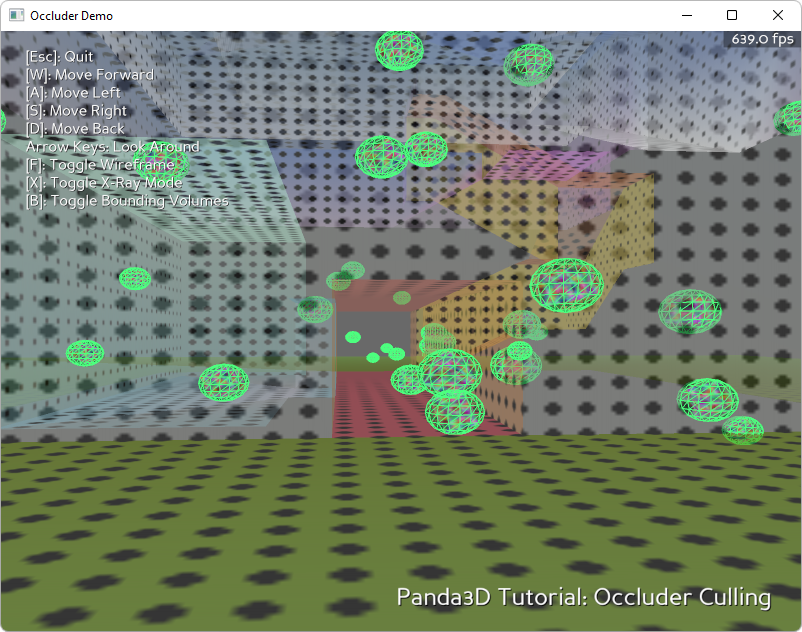 Occluder Demo
639.0 fps
[Esc]: Quit
[W]: Move Forward
[A]: Move Left
[S]: Move Right
[D]: Move Back
Arrow Keys: Look Around
[F]: Toggle Wireframe
[X]: Toggle X-Ray Mode
[B]: Toggle Bounding Volumes
Panda3D Tutorial: Occluder Culling